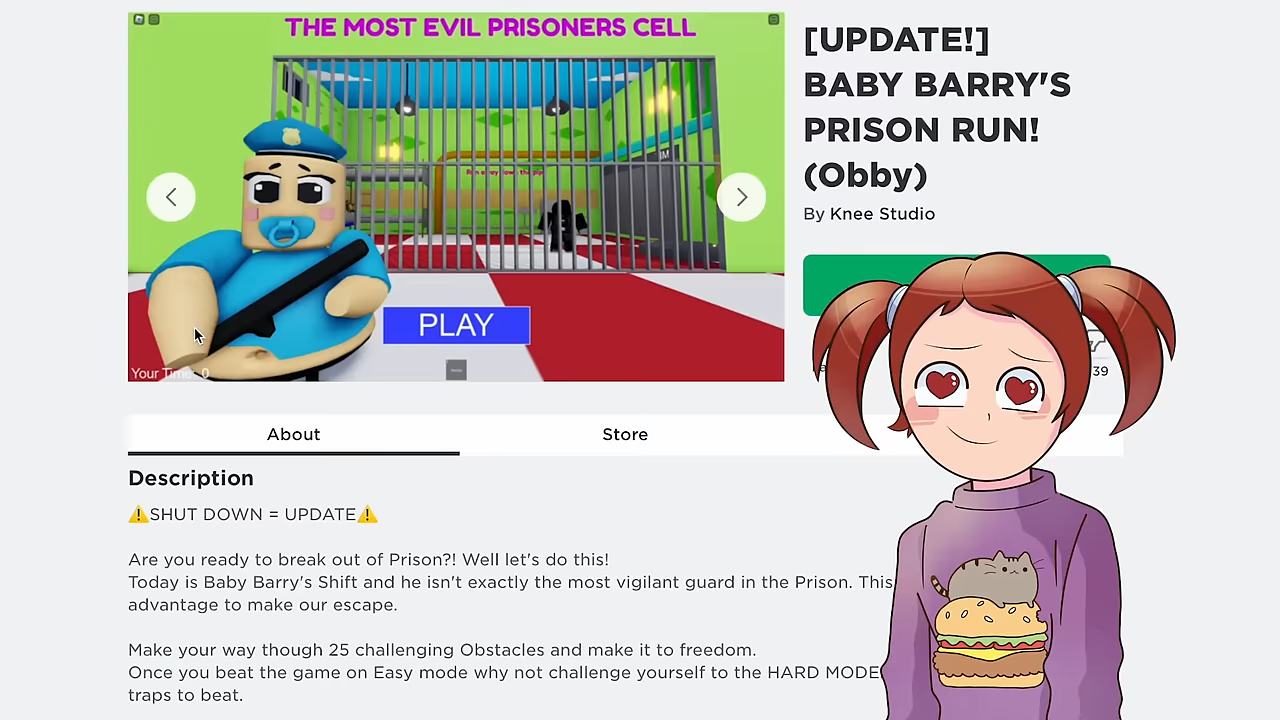 THE MOST EVIL PRISONERS CELL
PLAY
Your Time: 0
[UPDATE!]
BABY BARRY'S
PRISON RUN!
(Obby)
By Knee Studio
39
About
Store
Description
⚠️SHUT DOWN = UPDATE⚠️
Are you ready to break out of Prison?! Well let's do this!
Today is Baby Barry's Shift and he isn't exactly the most vigilant guard in the Prison. This
advantage to make our escape.
Make your way though 25 challenging Obstacles and make it to freedom.
Once you beat the game on Easy mode why not challenge yourself to the HARD MODE
traps to beat.